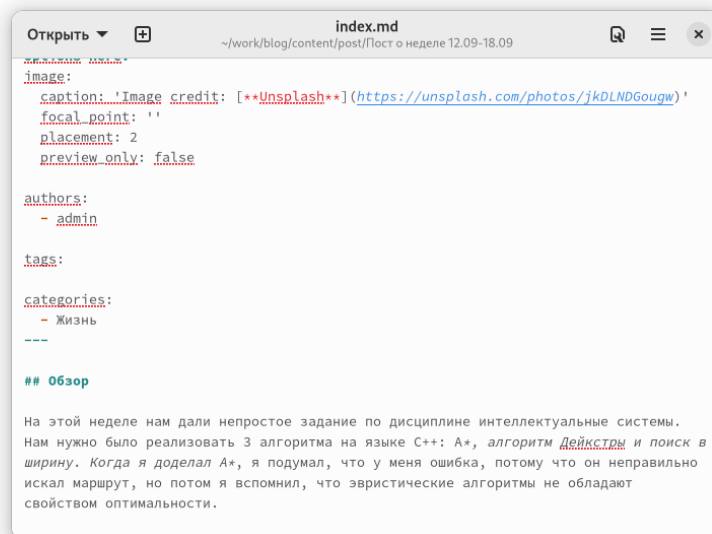 Открыть
index.md
~/work/blog/content/post/Пост о неделе 12.09-18.09
options here.
image:
caption: 'Image credit: [**Unsplash**](https://unsplash.com/photos/jkDLNDGougw)'
focal_point: ''
placement: 2
preview_only: false
authors:
- admin
tags:
categories:
- Жизнь
---
## Обзор
На этой неделе нам дали непростое задание по дисциплине интеллектуальные системы.
Нам нужно было реализовать 3 алгоритма на языке C++: A*, алгоритм Дейкстры и поиск в
ширину. Когда я доделал A*, я подумал, что у меня ошибка, потому что он неправильно
искал маршрут, но потом я вспомнил, что эвристические алгоритмы не обладают
свойством оптимальности.